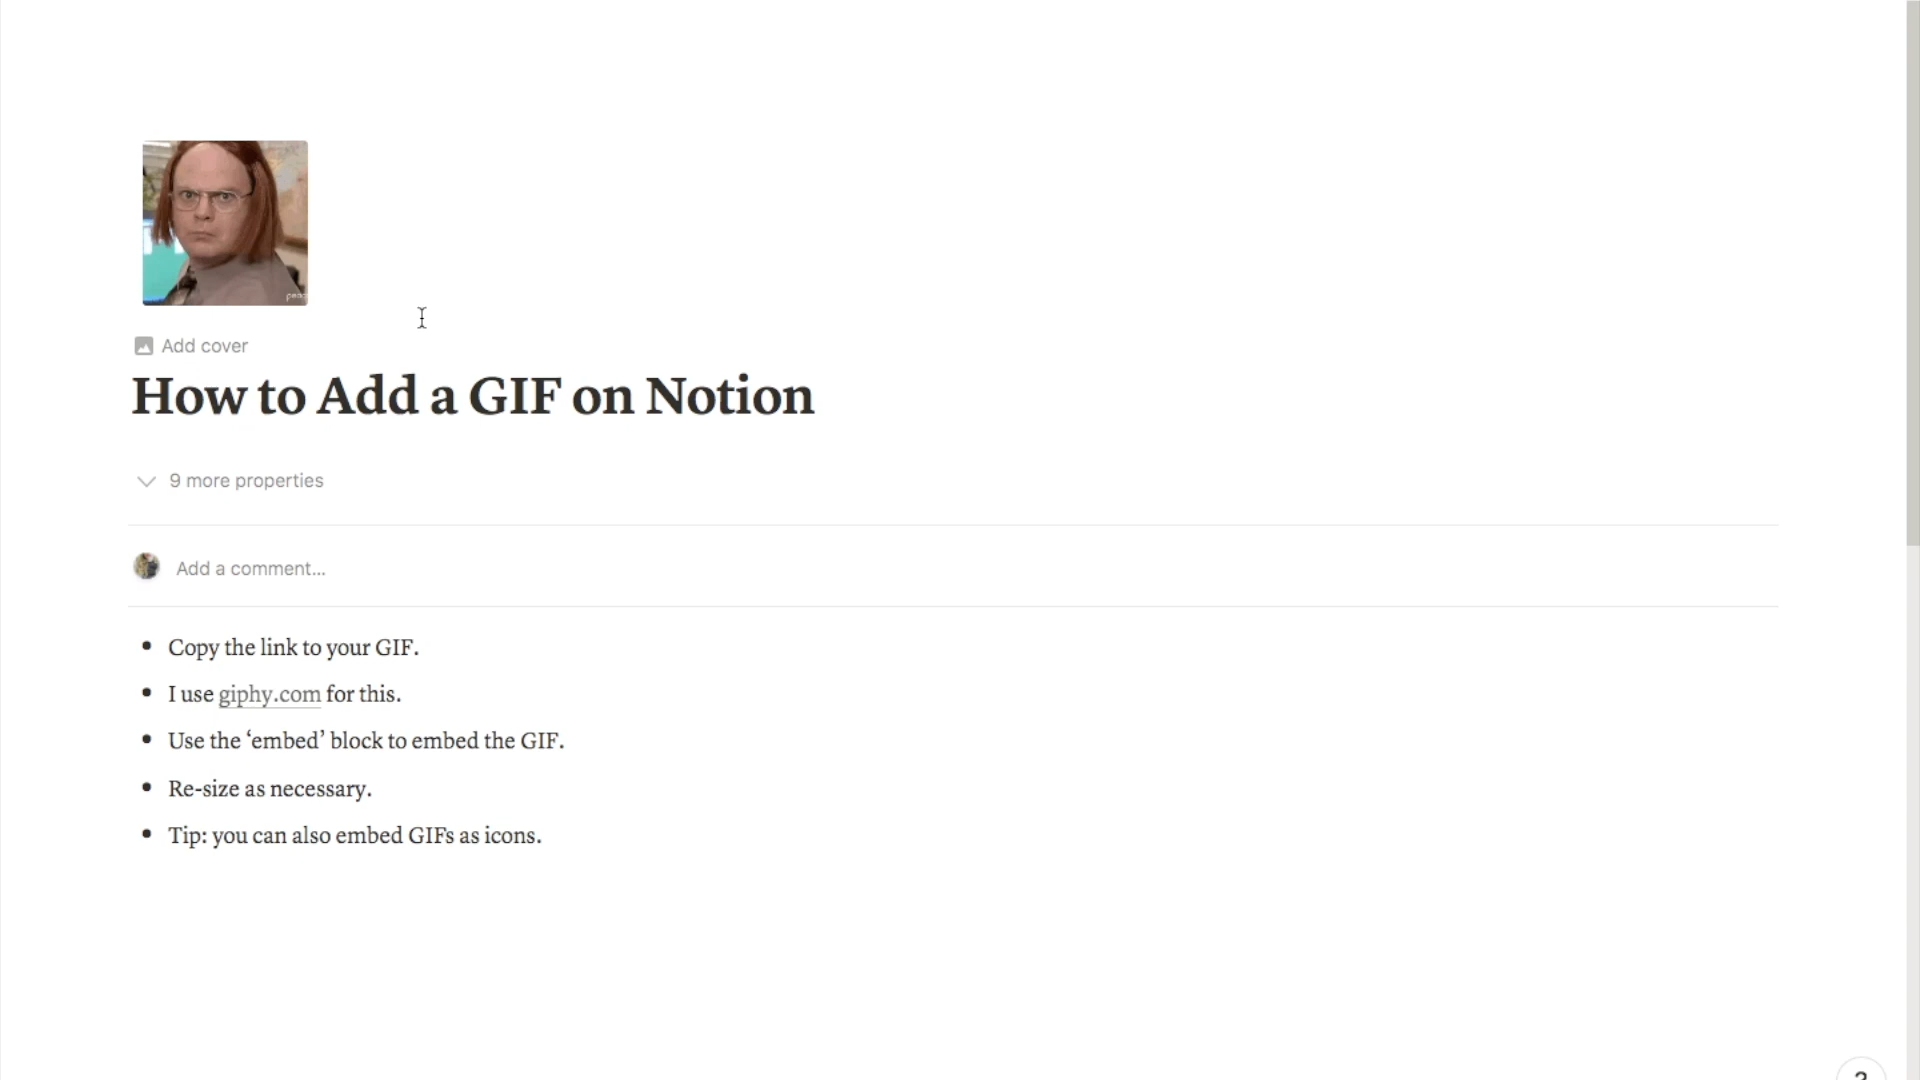 Add cover
How to Add a GIF on Notion
9 more properties
Add a comment...
Copy the link to your GIF.
I use giphy.com for this.
Use the ‘embed’ block to embed the GIF.
Re-size as necessary.
Tip: you can also embed GIFs as icons.